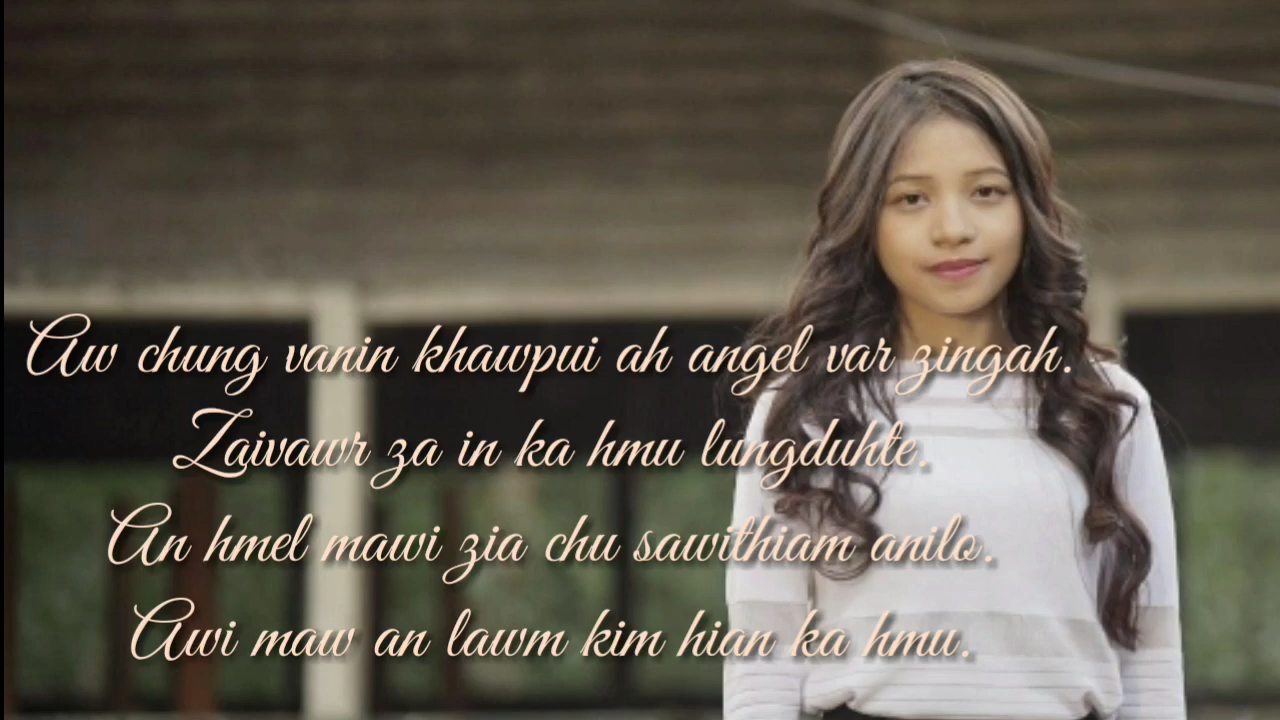 Aw chung vanin khawpui ah angel var zingah.
Zaivawr za in ka hmu lungduhte.
An hmel mawi zia chu sawithiam anilo.
Awi maw an lawm kim hian ka hmu.